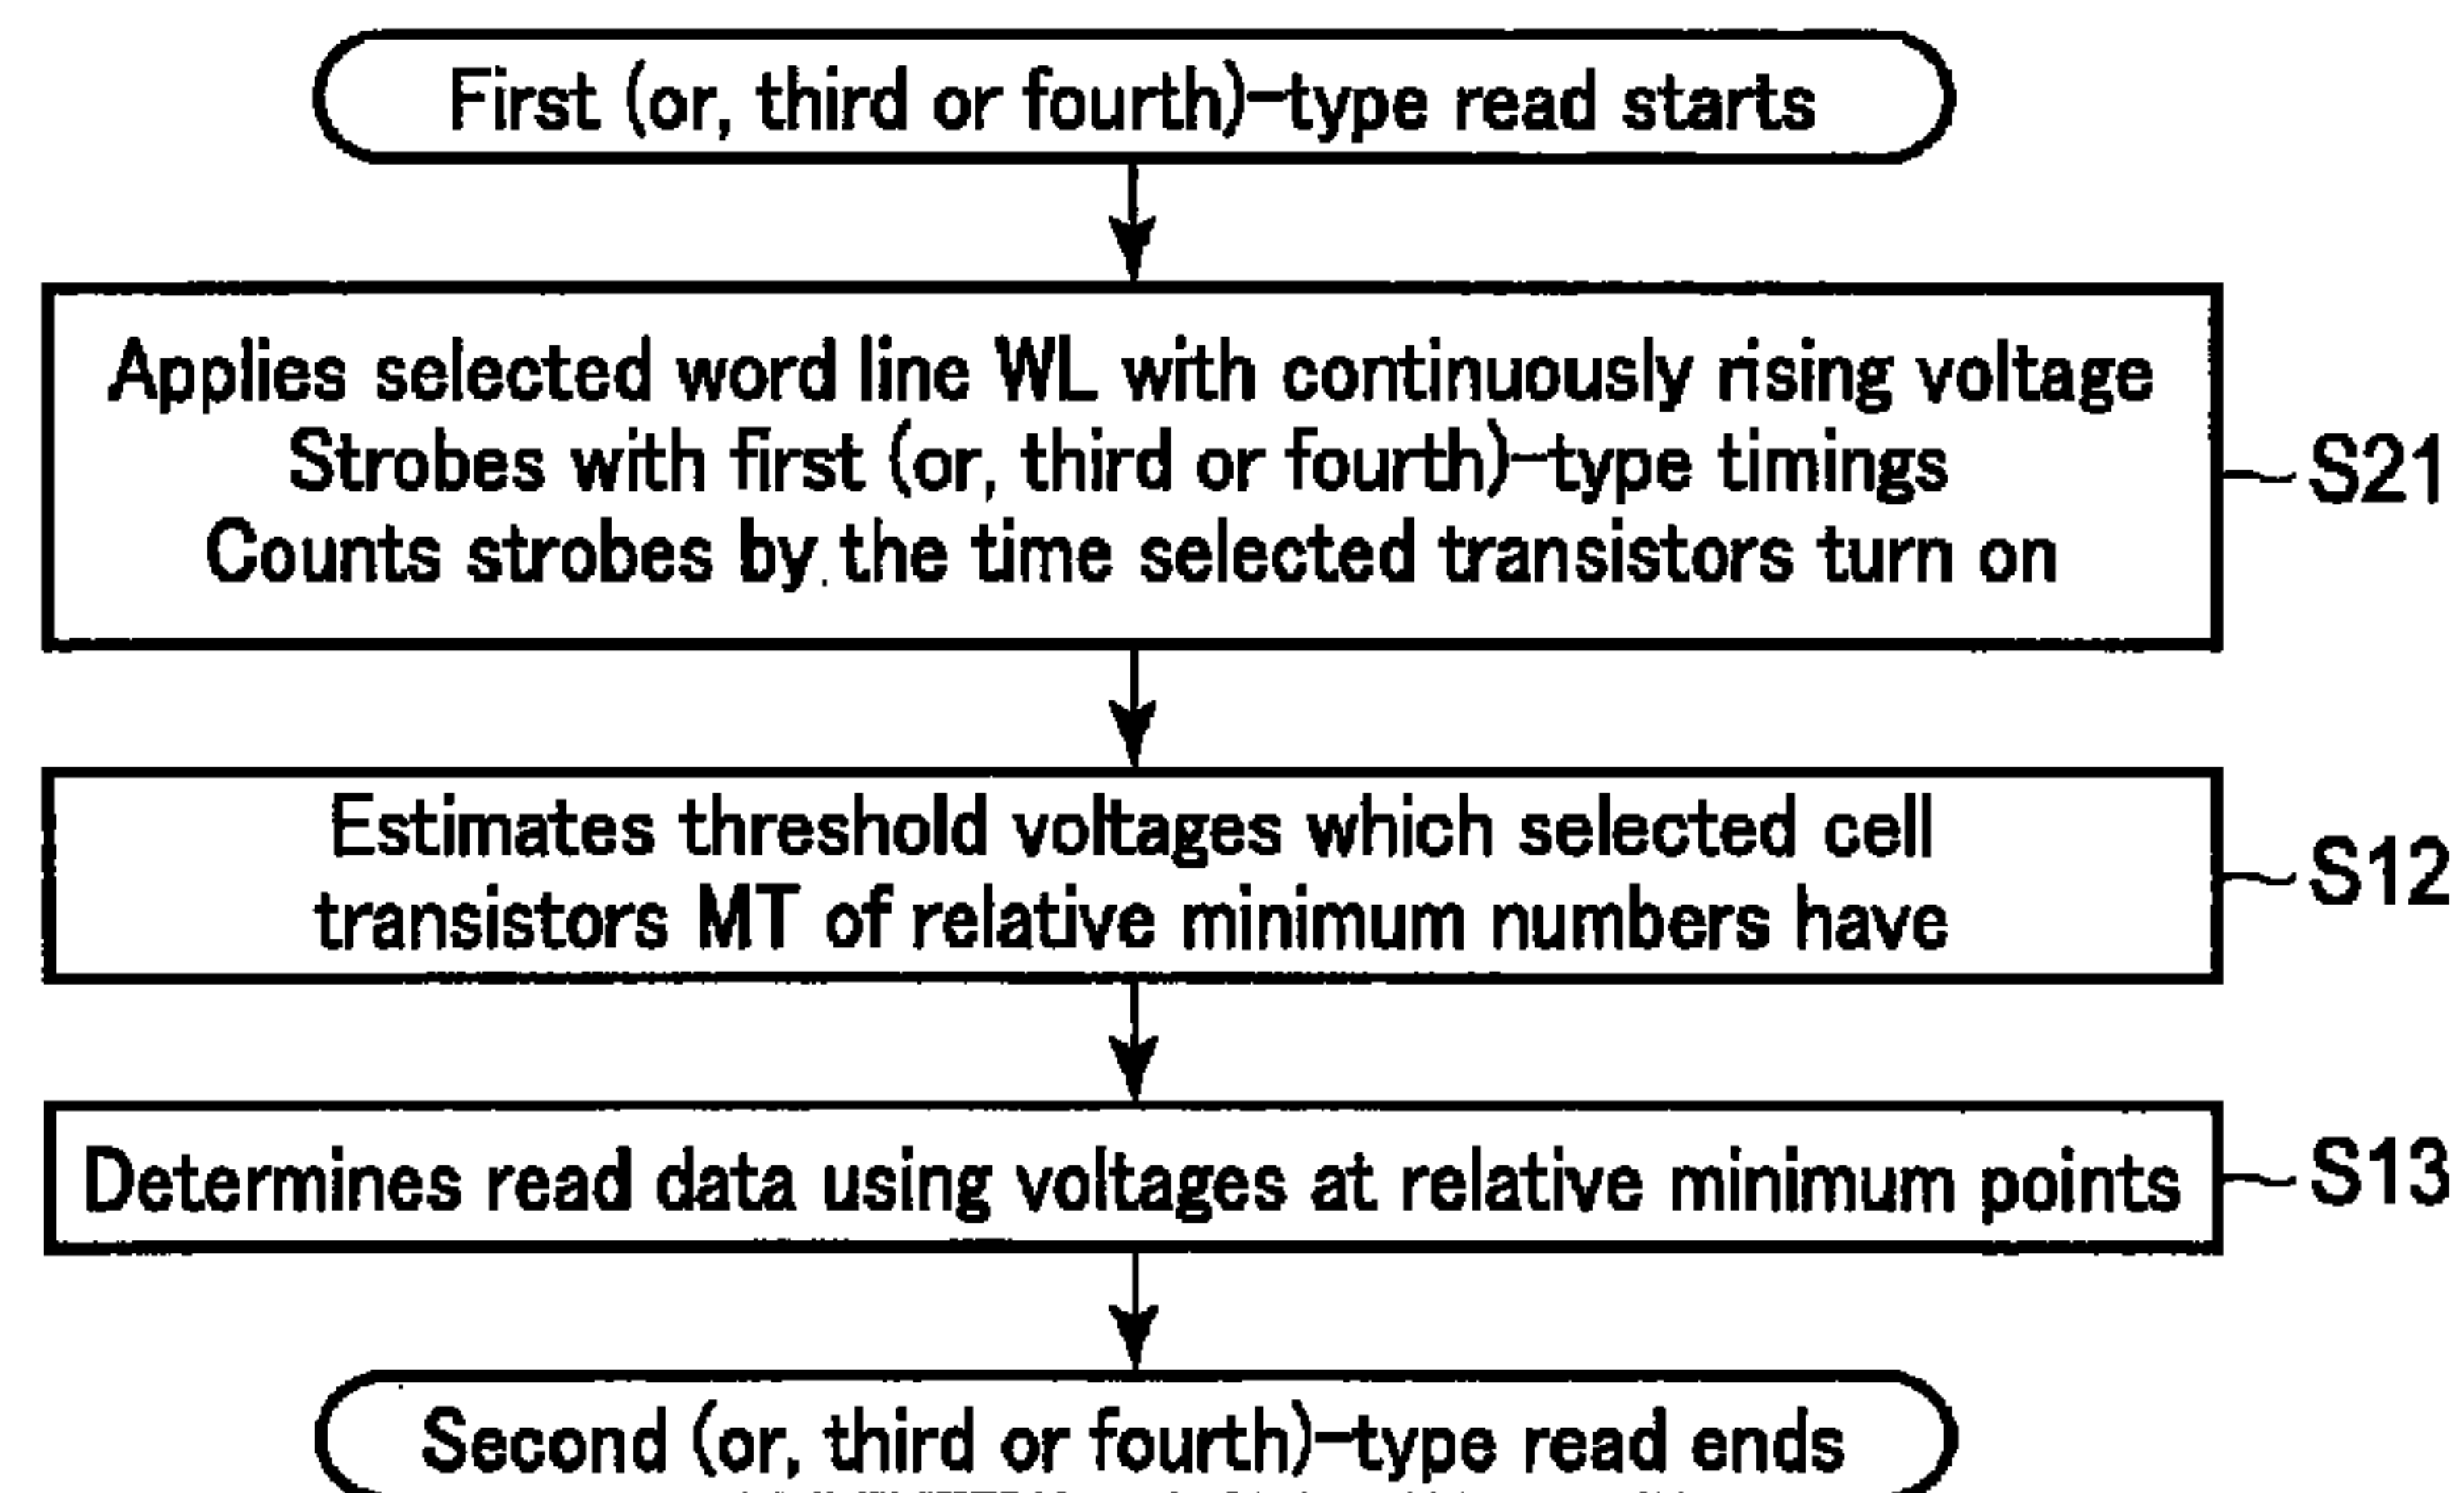 First (or, third or fourth)-type read starts
Applies selected word line WL with continuously rising voltage
Strobes with first (or, third or fourth)-type timings
Counts strobes by the time selected transistors turn on
S21
Estimates threshold voltages which selected cell
transistors MT of relative minimum numbers have
S12
Determines read data using voltages at relative minimum points
S13
Second (or, third or fourth)-type read ends